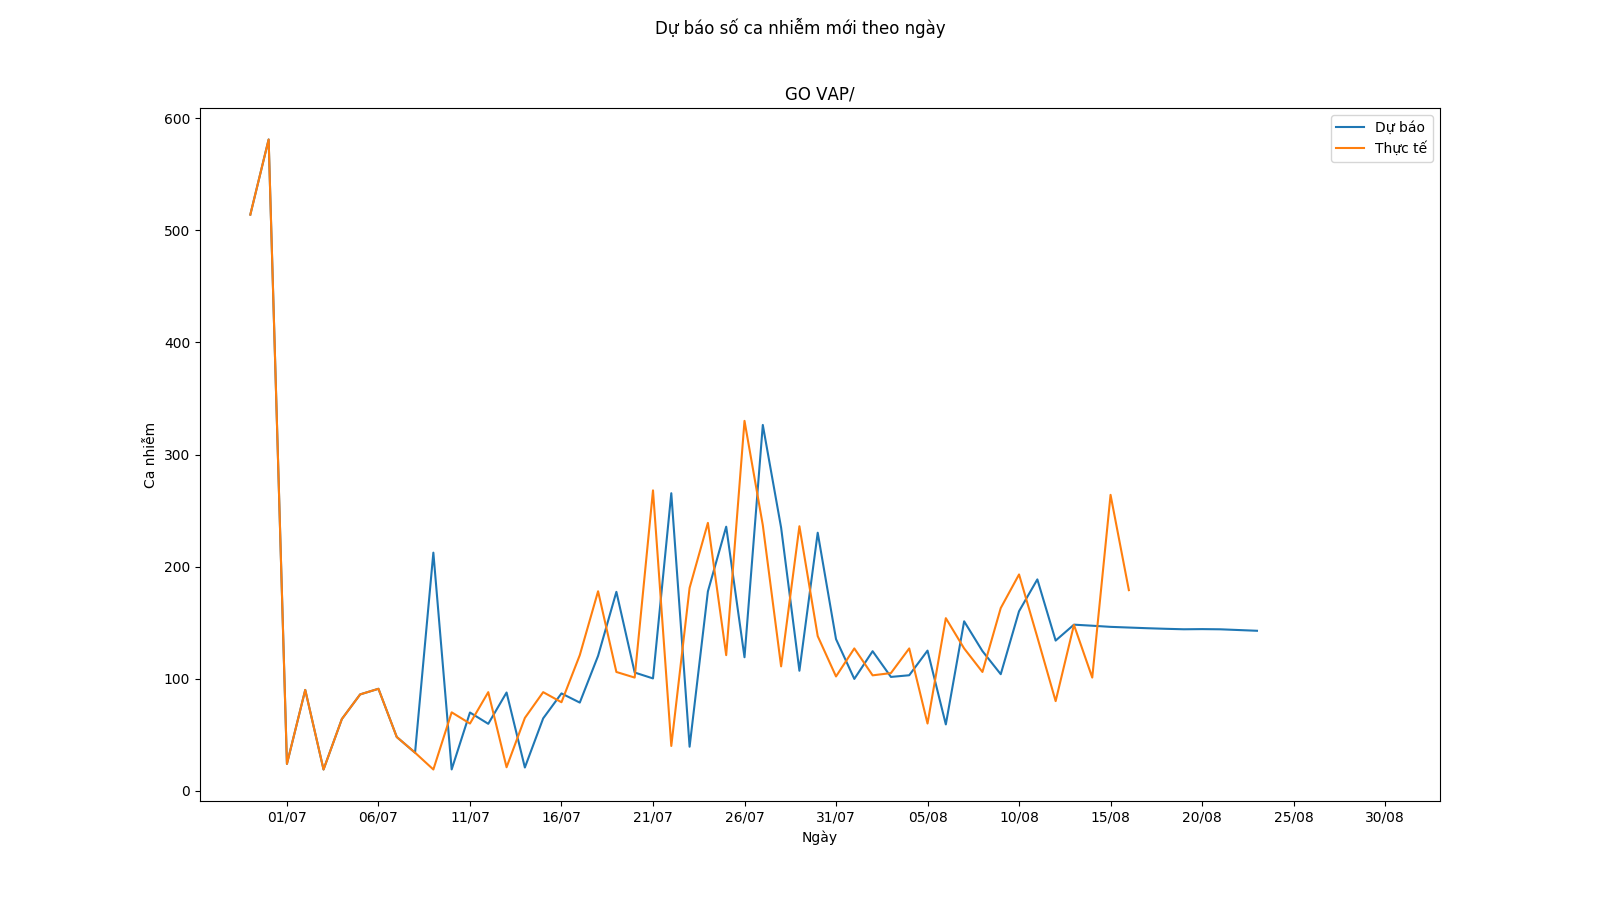 Dự báo số ca nhiễm mới theo ngày
GO VAP/
Dự báo
Thực tế
Ca nhiễm
600
500
400
300
200
100
0
01/07 06/07 11/07 16/07 21/07 26/07 31/07 05/08 10/08 15/08 20/08 25/08 30/08
Ngày